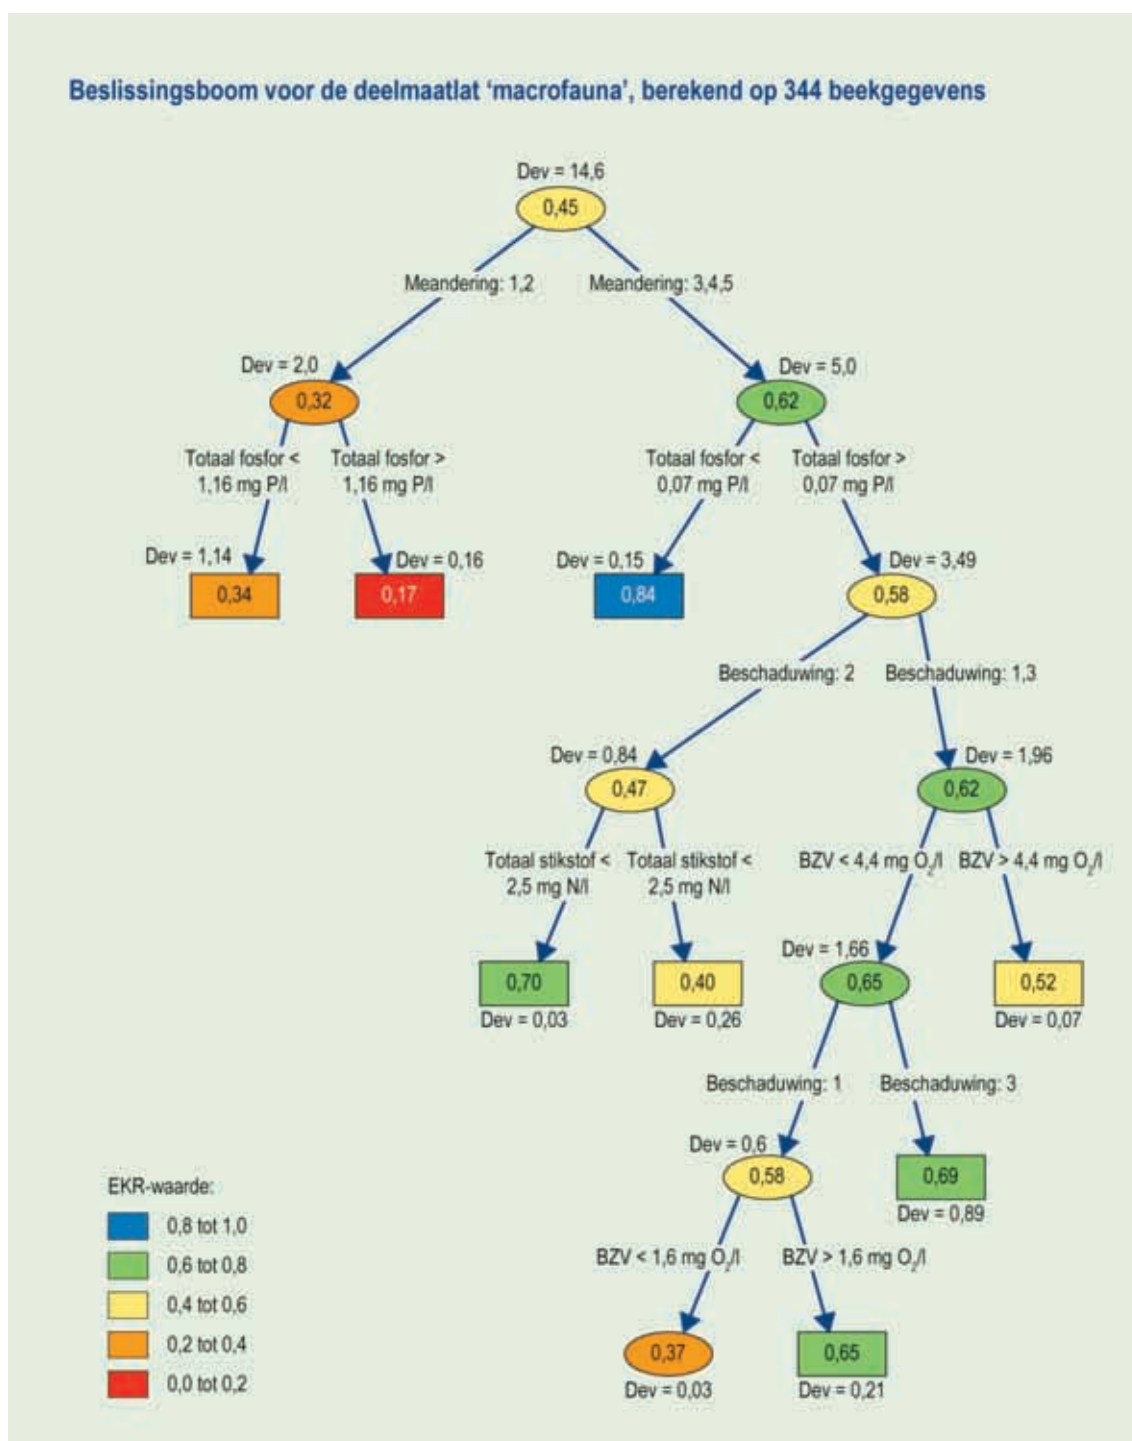 Beslissingsboom voor de deelmaatlat 'macrofauna', berekend op 344 beekgegevens
Dev = 14,6
0,45
Meandering: 1,2
Meandering: 3,4,5
Dev = 2,0
0,32
Dev = 5,0
0,62
Totaal fosfor <
1,16 mg P/l
Totaal fosfor >
1,16 mg P/l
Totaal fosfor <
0,07 mg P/l
Totaal fosfor >
0,07 mg P/l
Dev = 1,14
0,34
Dev = 0,16
0,17
Dev = 0,15
0,84
Dev = 3,49
0,58
Beschaduwing: 2
Beschaduwing: 1,3
Dev = 0,84
0,47
Dev = 1,96
0,62
Totaal stikstof <
2,5 mg N/l
Totaal stikstof <
2,5 mg N/l
BZV < 4,4 mg O₂/l
BZV > 4,4 mg O₂/l
0,70
Dev = 0,03
0,40
Dev = 0,26
Dev = 1,66
0,65
0,52
Dev = 0,07
Beschaduwing: 1
Beschaduwing: 3
Dev = 0,6
0,58
0,69
Dev = 0,89
BZV < 1,6 mg O₂/l
BZV > 1,6 mg O₂/l
0,37
Dev = 0,03
0,65
Dev = 0,21
EKR-waarde:
0,8 tot 1,0
0,6 tot 0,8
0,4 tot 0,6
0,2 tot 0,4
0,0 tot 0,2